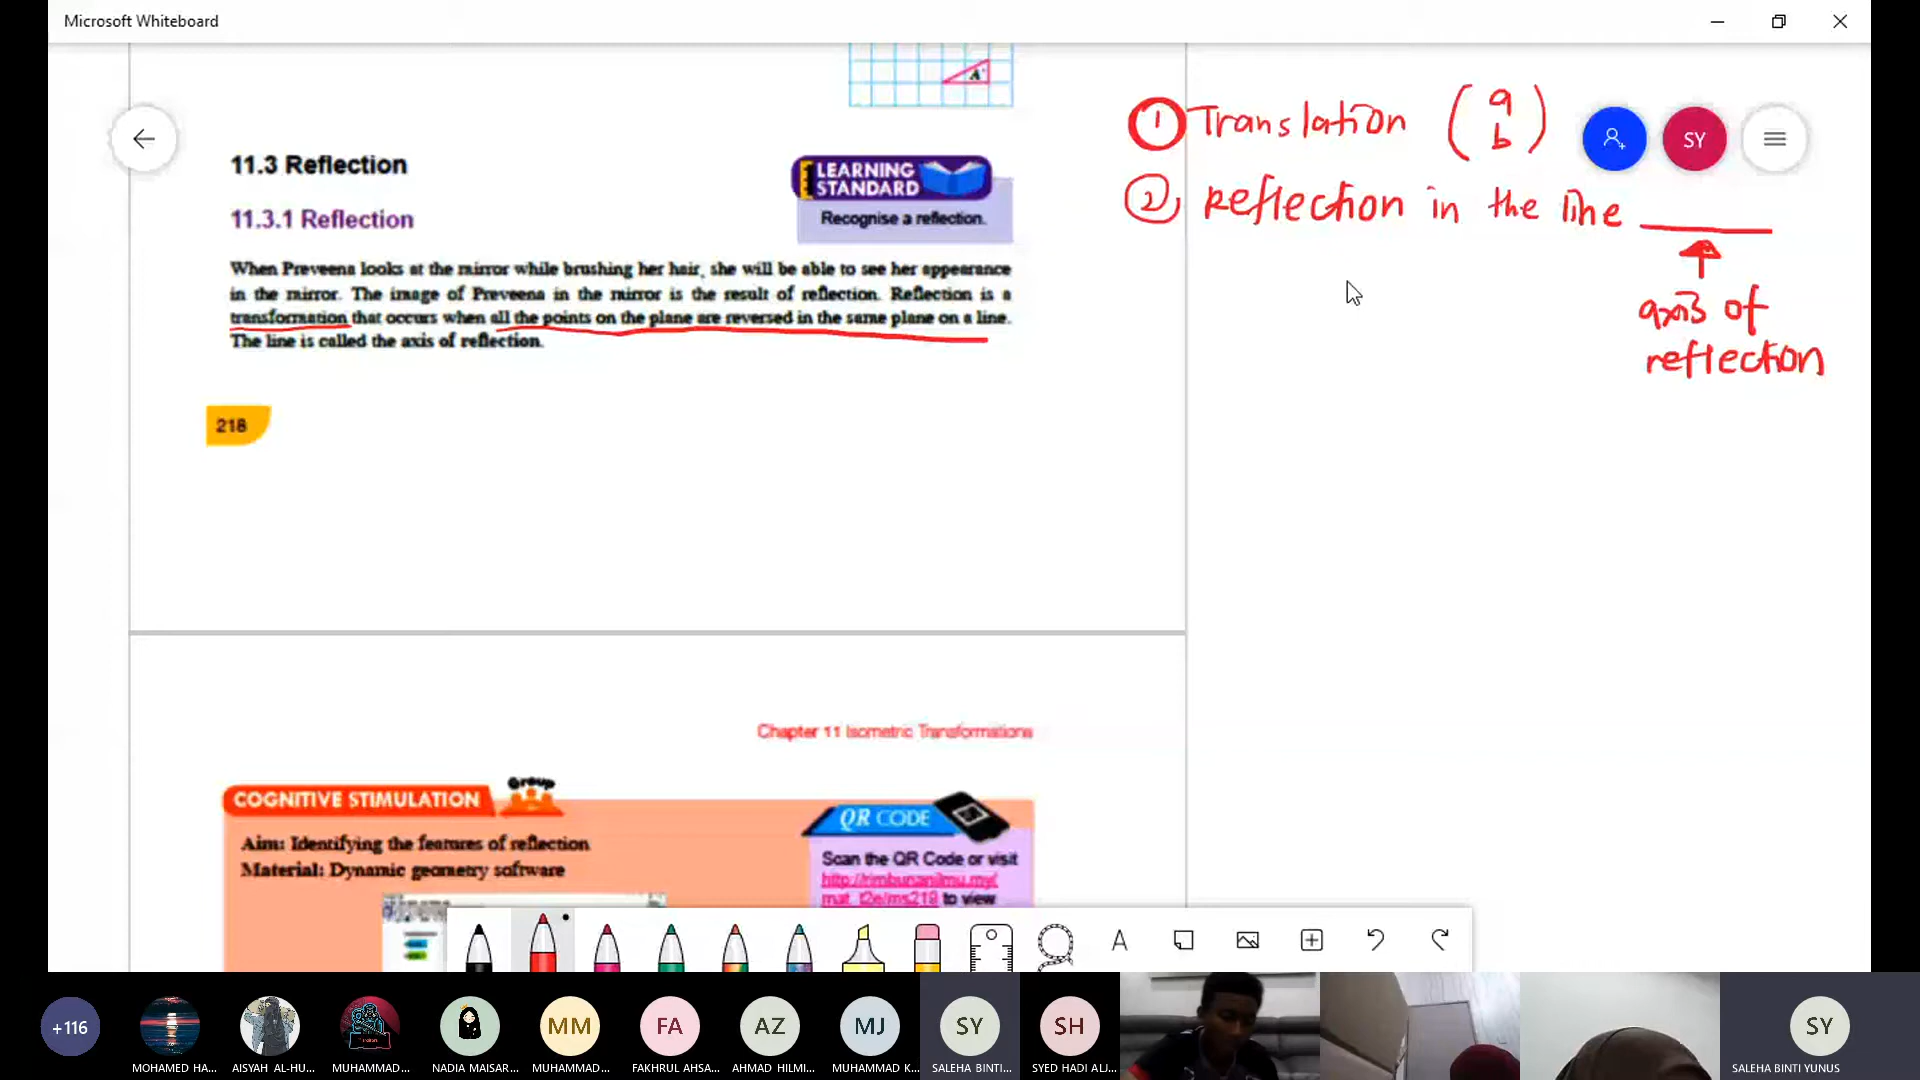 Microsoft Whiteboard
A'
11.3 Reflection
11.3.1 Reflection
LEARNING
STANDARD
Recognise a reflection.
When Preveena looks at the mirror while brushing her hair, she will be able to see her appearance
in the mirror. The image of Preveena in the mirror is the result of reflection. Reflection is a
transformation that occurs when all the points on the plane are reversed in the same plane on a line.
The line is called the axis of reflection.
218
1 Translation (a
b)
2 Reflection in the line ____
axis of
reflection
SY
Chapter 11 Isometric Transformations
COGNITIVE STIMULATION
Group
Aim: Identifying the features of reflection
Material: Dynamic geometry software
QR CODE
Scan the QR Code or visit
http://rimbunanilmu.my/
mat_t2e/ms219 to view
A
+116
MM
FA
AZ
MJ
SY
SH
SY
MOHAMED HA...
AISYAH AL-HU...
MUHAMMAD...
NADIA MAISAR...
MUHAMMAD...
FAKHRUL AHSA...
AHMAD HILMI...
MUHAMMAD K...
SALEHA BINTI...
SYED HADI ALJ...
SALEHA BINTI YUNUS